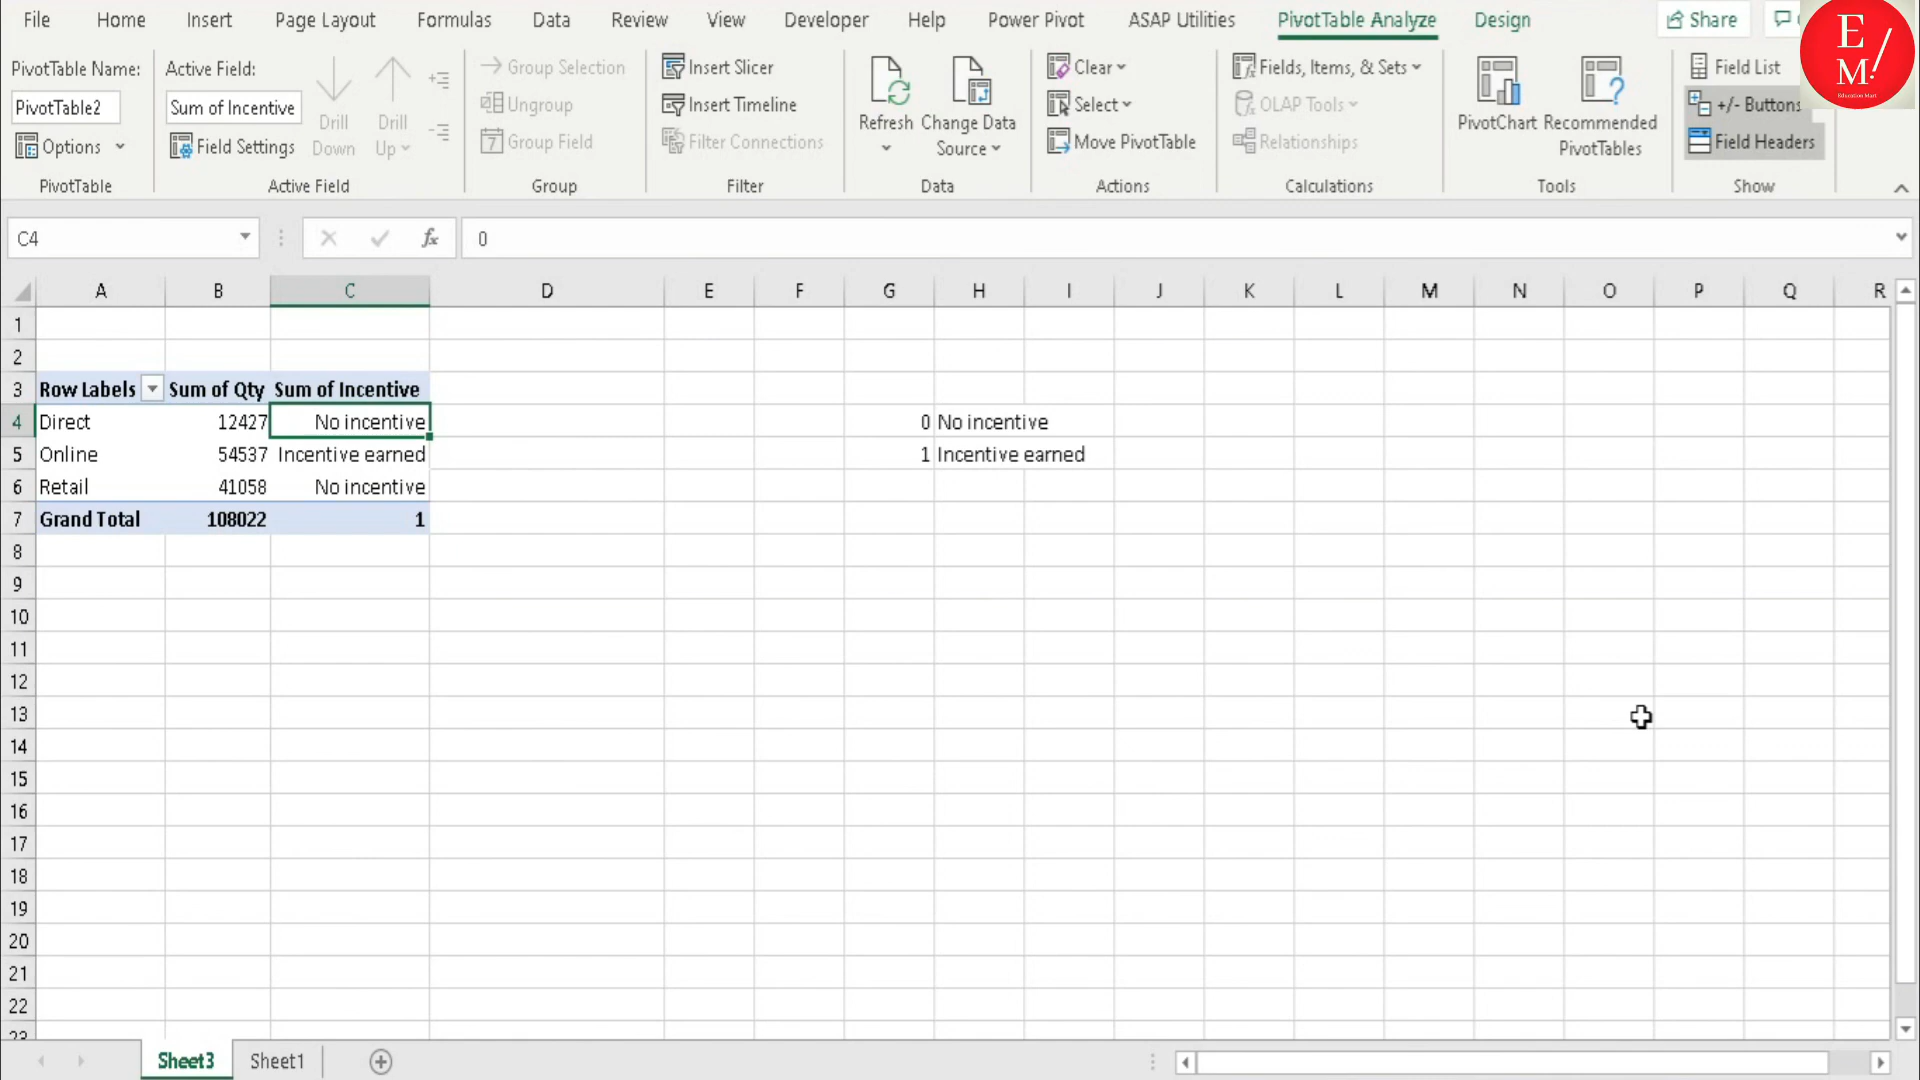 File Home Insert Page Layout Formulas Data Review View Developer Help Power Pivot ASAP Utilities PivotTable Analyze Design Share
E
M!
Education Mart
PivotTable Name:
PivotTable2
Options
PivotTable
Active Field:
Sum of Incentive
Field Settings
Drill Down
Drill Up
Active Field
Group Selection
Ungroup
Group Field
Group
Insert Slicer
Insert Timeline
Filter Connections
Filter
Refresh
Change Data Source
Data
Clear
Select
Move PivotTable
Actions
Fields, Items, & Sets
OLAP Tools
Relationships
Calculations
PivotChart
Recommended PivotTables
Tools
Field List
+/- Buttons
Field Headers
Show
C4 fx 0
A B C D E F G H I J K L M N O P Q R
1
2
3 Row Labels Sum of Qty Sum of Incentive
4 Direct 12427 No incentive 0 No incentive
5 Online 54537 Incentive earned 1 Incentive earned
6 Retail 41058 No incentive
7 Grand Total 108022 1
8
9
10
11
12
13
14
15
16
17
18
19
20
21
22
23
Sheet3 Sheet1